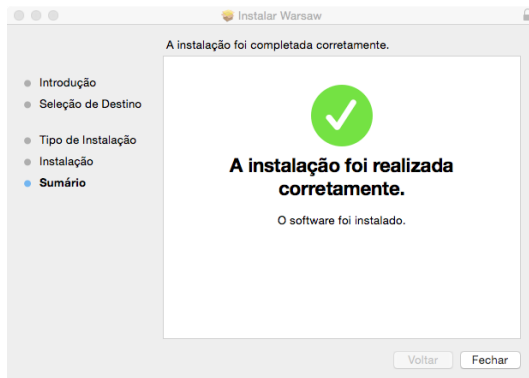 Instalar Warsaw
A instalação foi completada corretamente.
Introdução
Seleção de Destino
Tipo de Instalação
Instalação
Sumário
A instalação foi realizada
corretamente.
O software foi instalado.
Voltar
Fechar